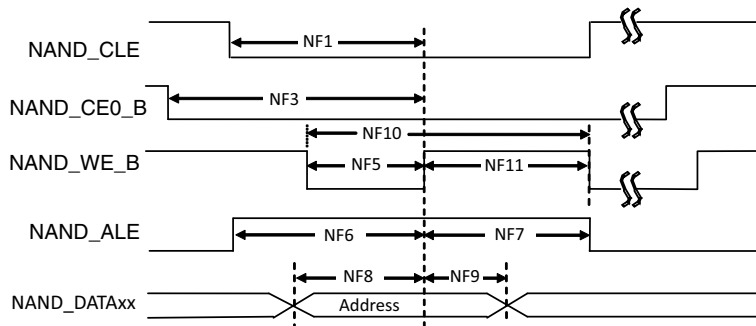 NAND_CLE
NF1
NAND_CE0_B
NF3
NF10
NAND_WE_B
NF5
NF11
NAND_ALE
NF6
NF7
NF8
NF9
NAND_DATAxx
Address